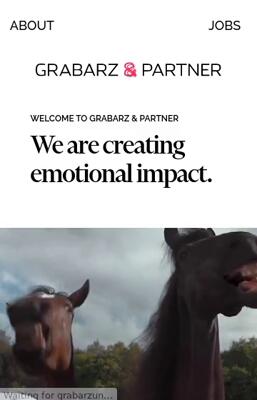 ABOUT
JOBS
GRABARZ & PARTNER
WELCOME TO GRABARZ & PARTNER
We are creating
emotional impact.
Waiting for grabarzun...